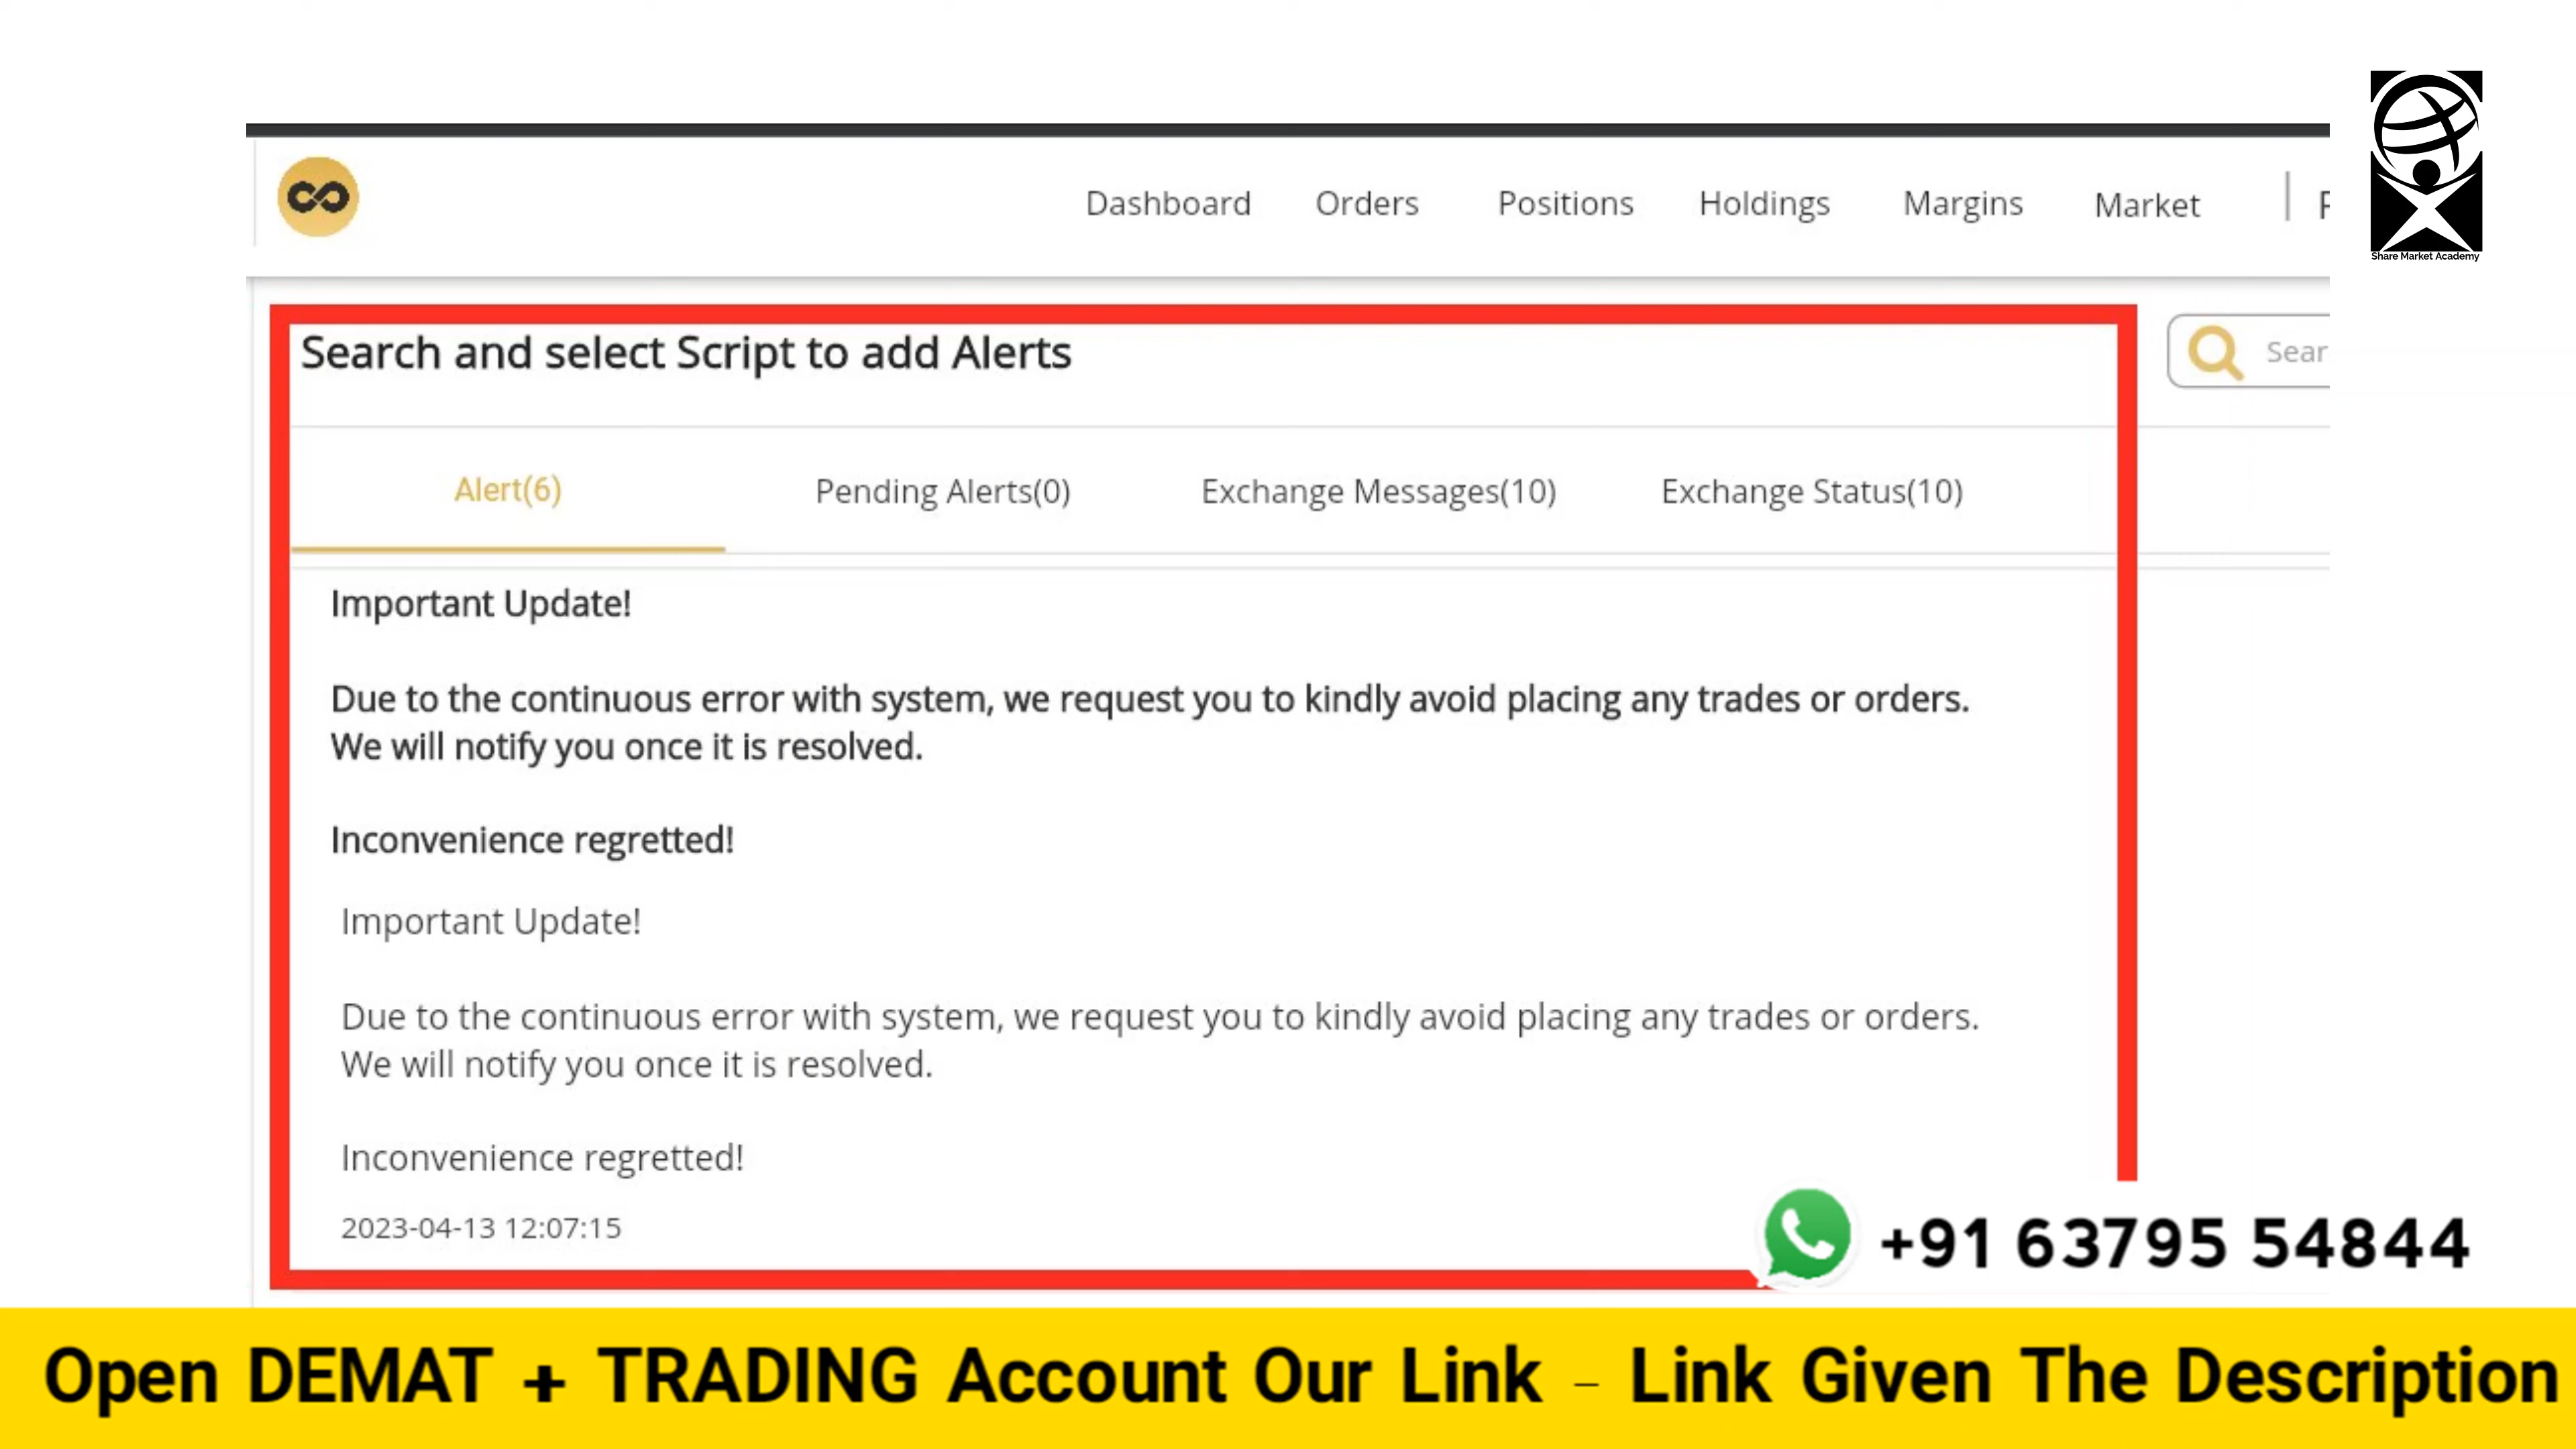 Share Market Academy
Dashboard Orders Positions Holdings Margins Market
Search and select Script to add Alerts
Sear
Alert(6) Pending Alerts(0) Exchange Messages(10) Exchange Status(10)
Important Update!
Due to the continuous error with system, we request you to kindly avoid placing any trades or orders.
We will notify you once it is resolved.
Inconvenience regretted!
Important Update!
Due to the continuous error with system, we request you to kindly avoid placing any trades or orders.
We will notify you once it is resolved.
Inconvenience regretted!
2023-04-13 12:07:15
+91 63795 54844
Open DEMAT + TRADING Account Our Link - Link Given The Description